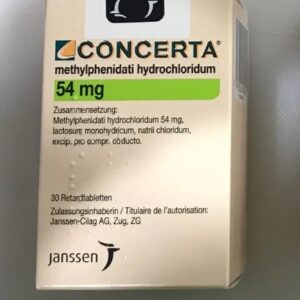 CONCERTA®
methylphenidati hydrochloridum
54 mg
Zusammensetzung:
Methylphenidati hydrochloridum 54 mg,
lactosum monohydricum, natrii chloridum,
excip. pro compr. obducto.
30 Retardtabletten
Zulassungsinhaberin / Titulaire de l'autorisation:
Janssen-Cilag AG, Zug, ZG
janssen